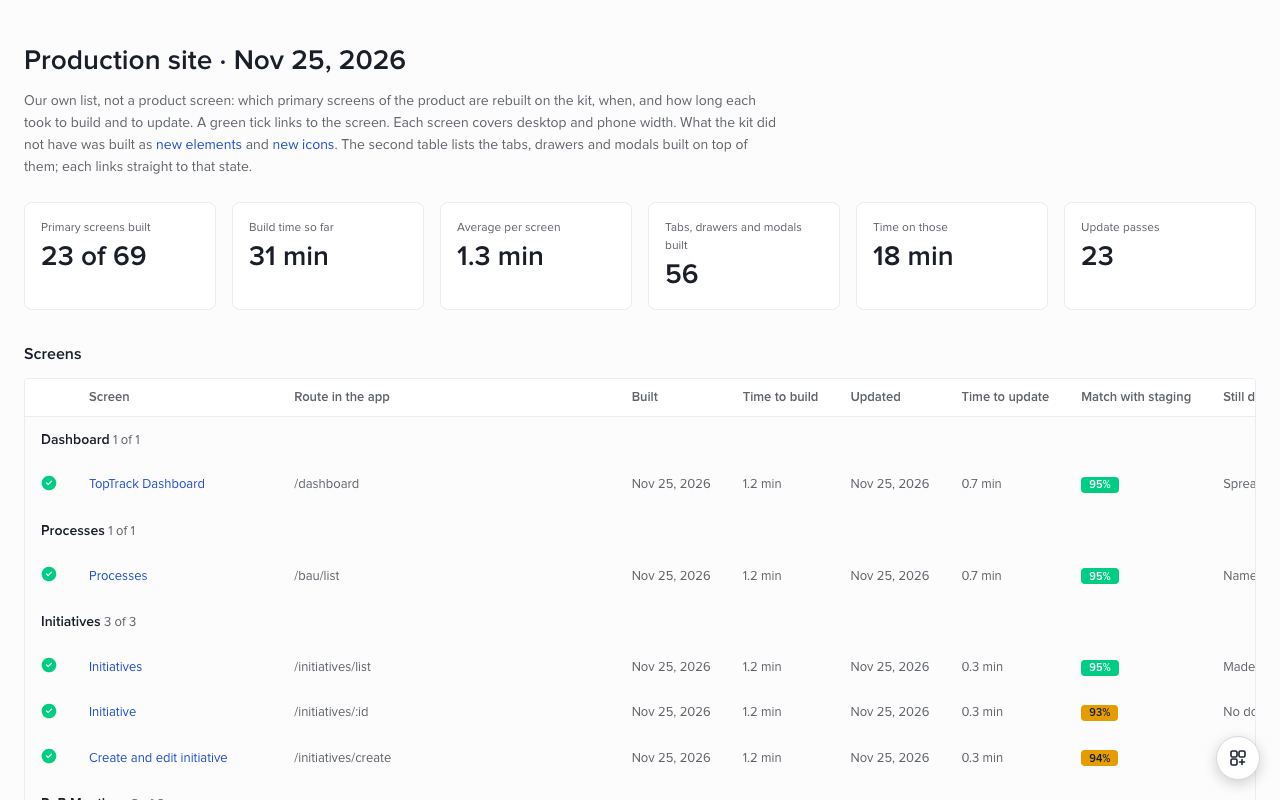 Production site · Nov 25, 2026
Our own list, not a product screen: which primary screens of the product are rebuilt on the kit, when, and how long each
took to build and to update. A green tick links to the screen. Each screen covers desktop and phone width. What the kit did
not have was built as new elements and new icons. The second table lists the tabs, drawers and modals built on top of
them; each links straight to that state.
Primary screens built
23 of 69
Build time so far
31 min
Average per screen
1.3 min
Tabs, drawers and modals
built
56
Time on those
18 min
Update passes
23
Screens
Screen Route in the app Built Time to build Updated Time to update Match with staging Still d
Dashboard 1 of 1
TopTrack Dashboard /dashboard Nov 25, 2026 1.2 min Nov 25, 2026 0.7 min 95% Sprea
Processes 1 of 1
Processes /bau/list Nov 25, 2026 1.2 min Nov 25, 2026 0.7 min 95% Name
Initiatives 3 of 3
Initiatives /initiatives/list Nov 25, 2026 1.2 min Nov 25, 2026 0.3 min 95% Made
Initiative /initiatives/:id Nov 25, 2026 1.2 min Nov 25, 2026 0.3 min 93% No do
Create and edit initiative /initiatives/create Nov 25, 2026 1.2 min Nov 25, 2026 0.3 min 94%